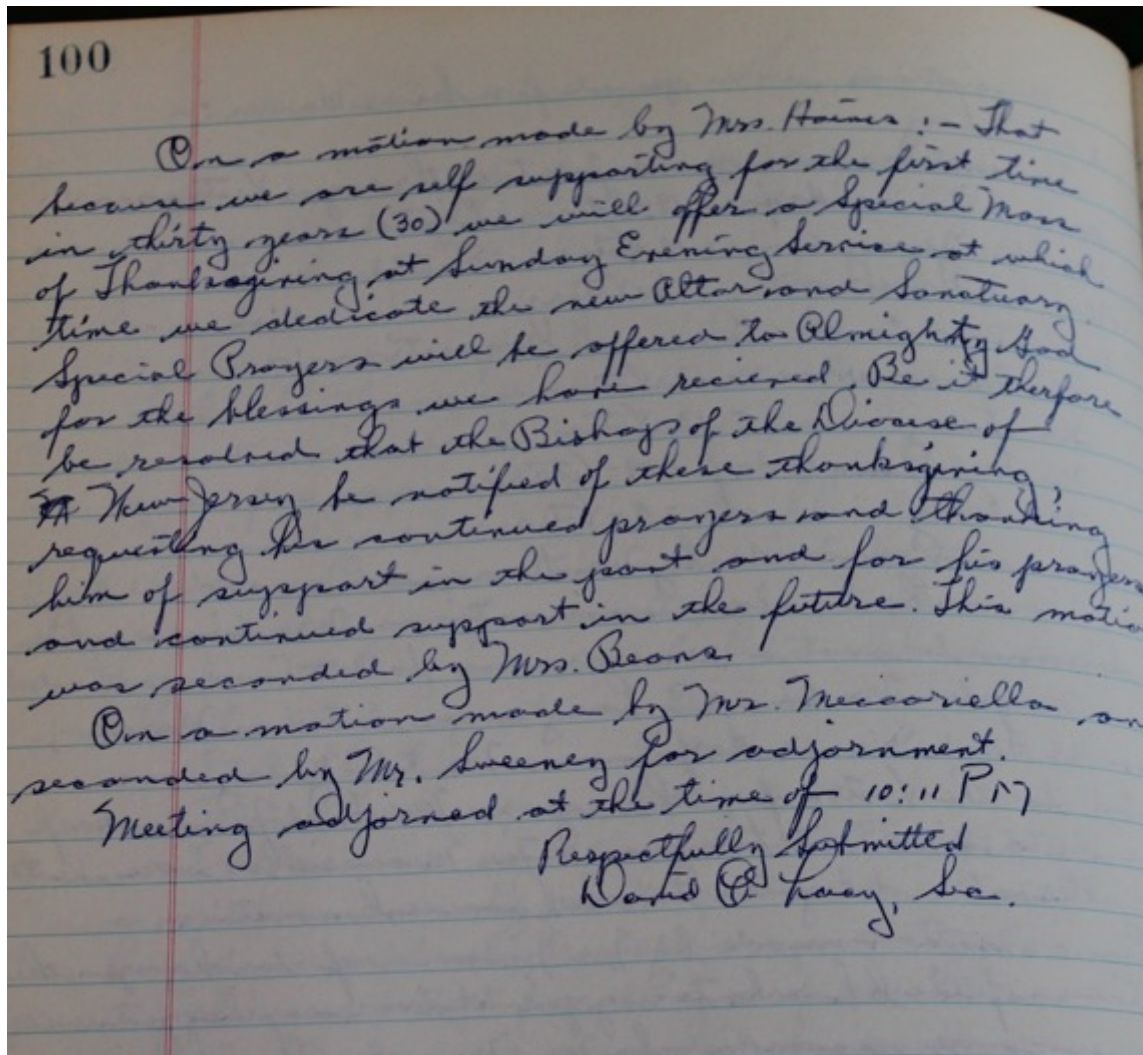 100
On a motion made by Mrs. Haines :- That
because we are self supporting for the first time
in thirty years (30) we will offer a Special Mass
of Thanksgiving at Sunday Evening Service at which
time we dedicate the new Altar and Sanctuary
Special Prayers will be offered to Almighty God
for the blessings we have recieved. Be it therfore
be resolved that the Bishop of the Diocese of
New Jersey be notified of these thanksgiving,
requesting his continued prayers and thanking
him of support in the past and for his prayers
and continued support in the future. This motio
was seconded by Mrs. Beans.
On a motion made by Mr. an
seconded by Mr. Sweeney for adjornment.
Meeting adjorned at the time of 10:11 PM
Respectfully Submitted
David Sec.